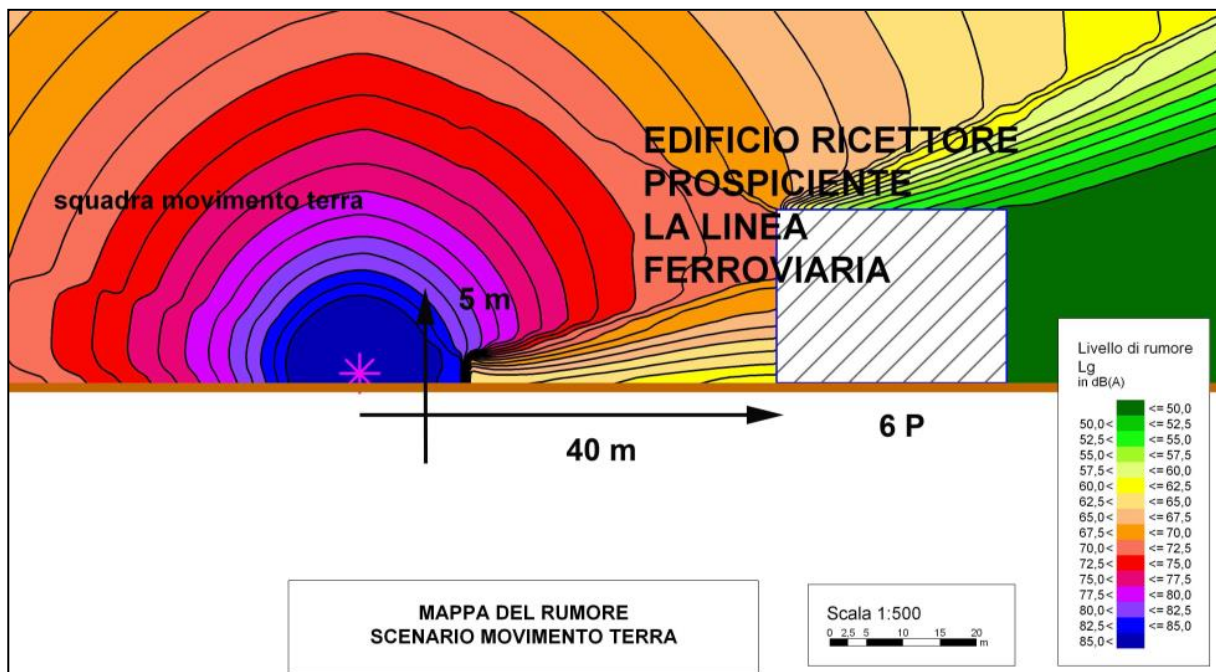 EDIFICIO RICETTORE
PROSPICIENTE
LA LINEA
FERROVIARIA
squadra movimento terra
5 m
40 m
6 P
Livello di rumore
Lg
in dB(A)
<= 50,0
50,0 < <= 52,5
52,5 < <= 55,0
55,0 < <= 57,5
57,5 < <= 60,0
60,0 < <= 62,5
62,5 < <= 65,0
65,0 < <= 67,5
67,5 < <= 70,0
70,0 < <= 72,5
72,5 < <= 75,0
75,0 < <= 77,5
77,5 < <= 80,0
80,0 < <= 82,5
82,5 < <= 85,0
85,0 <
MAPPA DEL RUMORE
SCENARIO MOVIMENTO TERRA
Scala 1:500
0 2,5 5 10 15 20
m